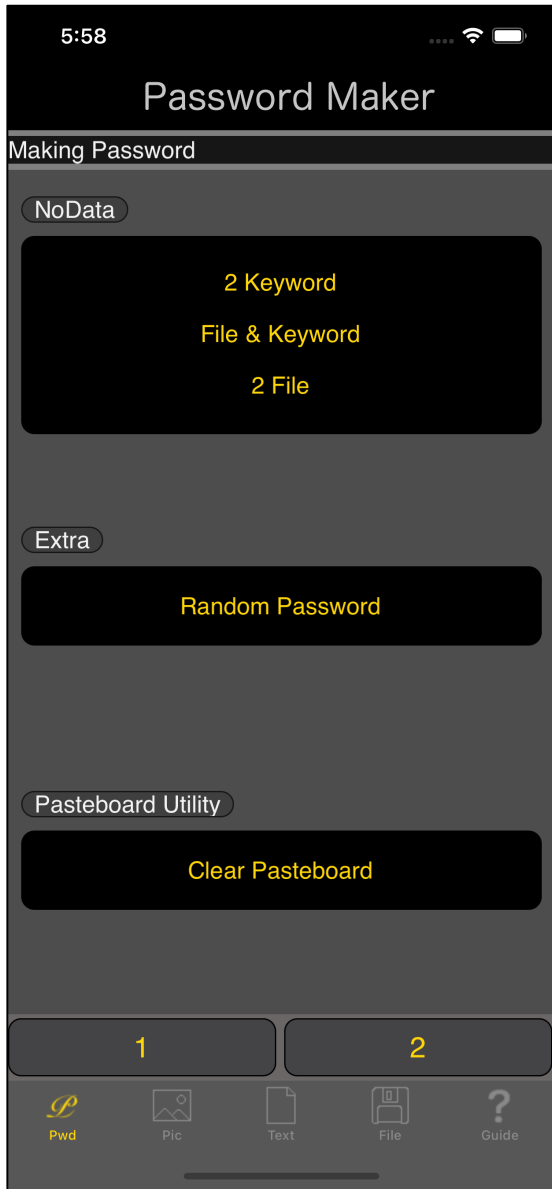 5:58
Password Maker
Making Password
NoData
2 Keyword
File & Keyword
2 File
Extra
Random Password
Pasteboard Utility
Clear Pasteboard
1 2
Pwd Pic Text File Guide